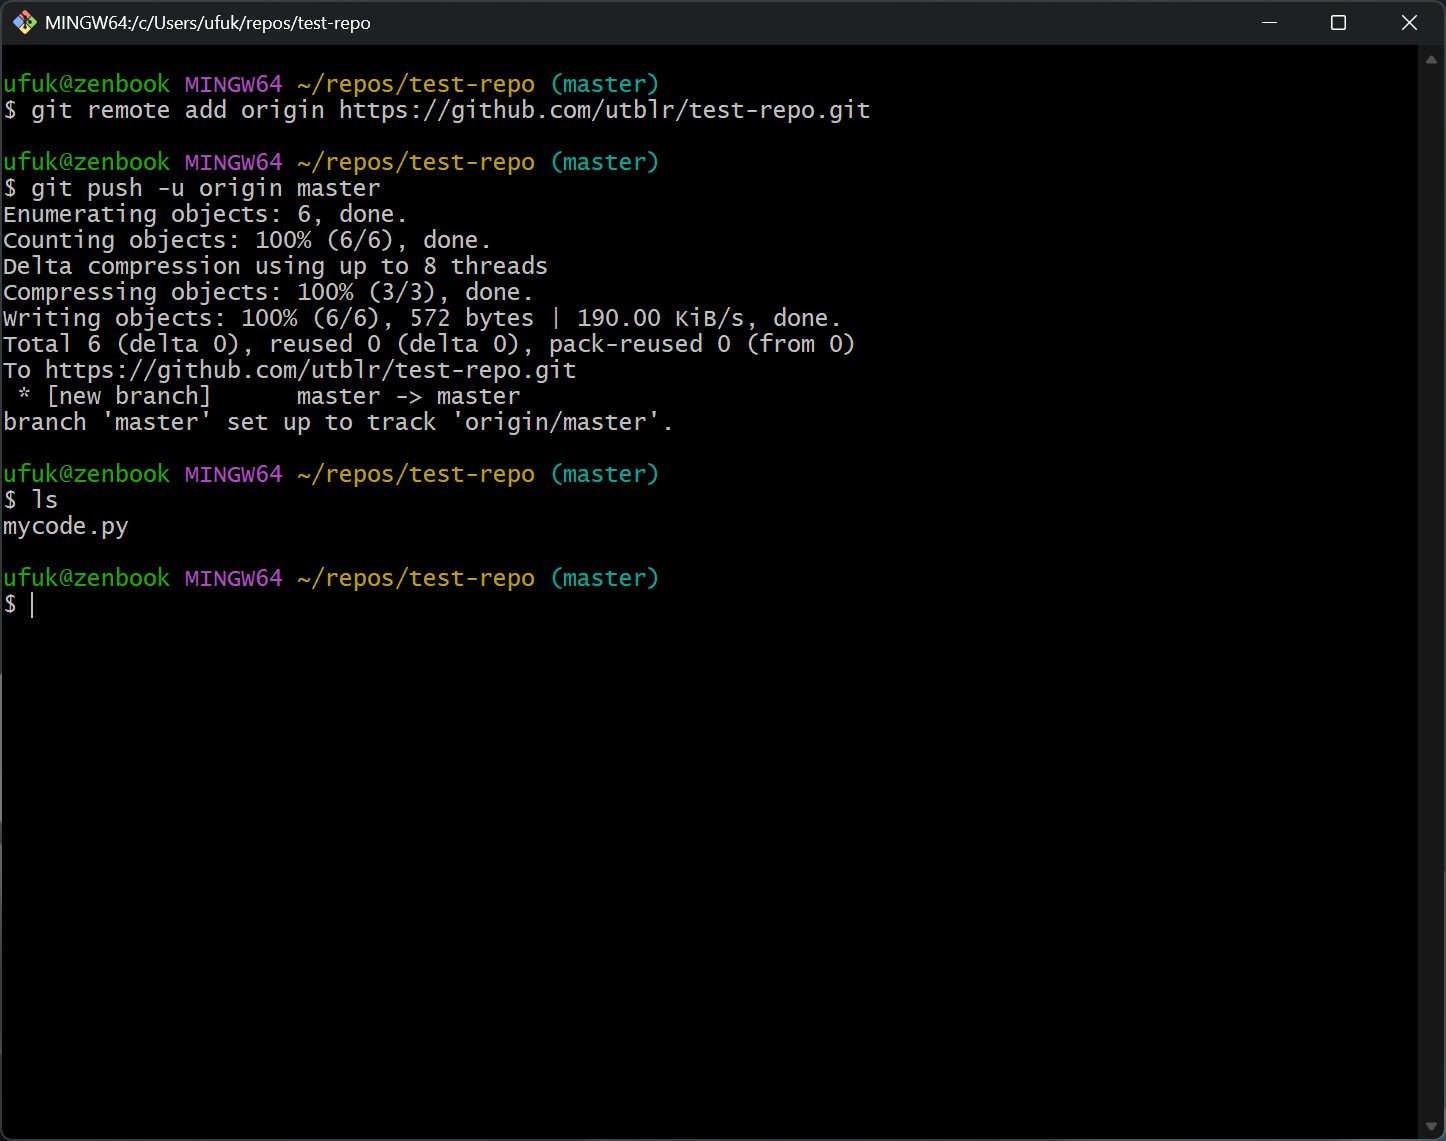 MINGW64:/c/Users/ufuk/repos/test-repo
ufuk@zenbook MINGW64 ~/repos/test-repo (master)
$ git remote add origin https://github.com/utblr/test-repo.git
ufuk@zenbook MINGW64 ~/repos/test-repo (master)
$ git push -u origin master
Enumerating objects: 6, done.
Counting objects: 100% (6/6), done.
Delta compression using up to 8 threads
Compressing objects: 100% (3/3), done.
Writing objects: 100% (6/6), 572 bytes | 190.00 KiB/s, done.
Total 6 (delta 0), reused 0 (delta 0), pack-reused 0 (from 0)
To https://github.com/utblr/test-repo.git
 * [new branch]      master -> master
branch 'master' set up to track 'origin/master'.
ufuk@zenbook MINGW64 ~/repos/test-repo (master)
$ ls
mycode.py
ufuk@zenbook MINGW64 ~/repos/test-repo (master)
$